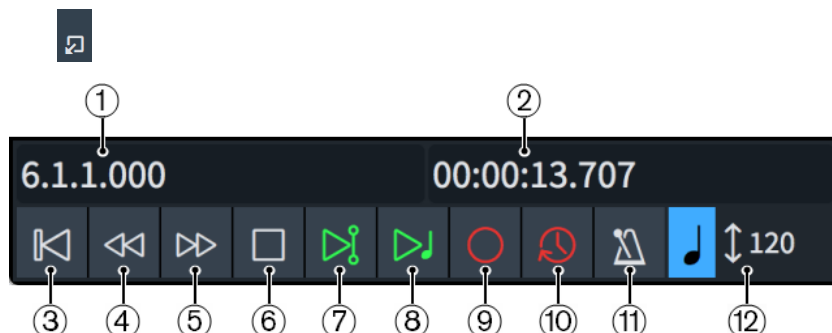 ① ②
6.1.1.000 00:00:13.707
120
③ ④ ⑤ ⑥ ⑦ ⑧ ⑨ ⑩ ⑪ ⑫